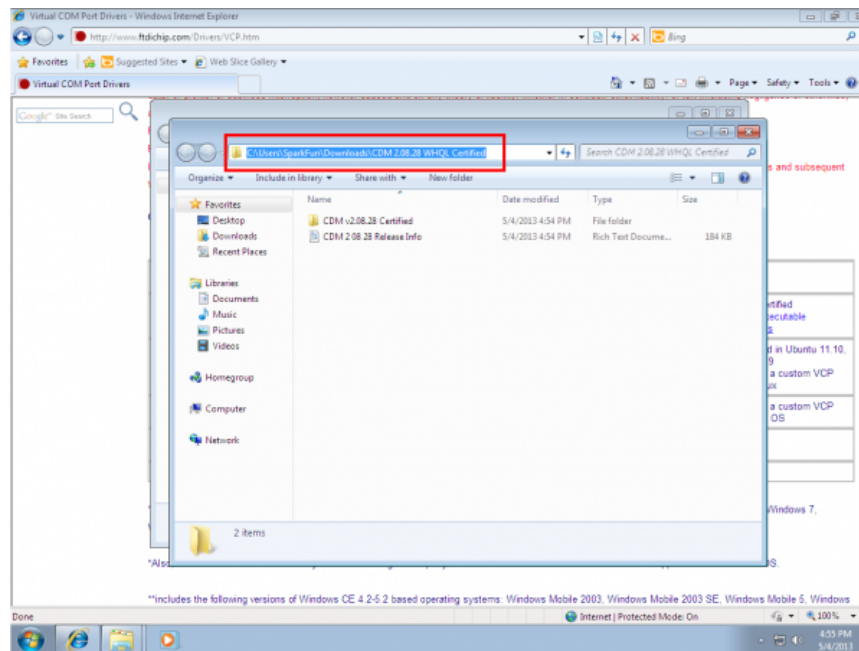 Virtual COM Port Drivers - Windows Internet Explorer
http://www.ftdichip.com/Drivers/VCP.htm
Bing
Favorites Suggested Sites Web Slice Gallery
Virtual COM Port Drivers
Page Safety Tools
Google Site Search
C:\Users\SparkFun\Downloads\CDM 2.08.28 WHQL Certified
Search CDM 2.08.28 WHQL Certified
s and subsequent
Organize Include in library Share with New folder
Name Date modified Type Size
Favorites
Desktop
Downloads
Recent Places
CDM v2.08.28 Certified 5/4/2013 4:54 PM File folder
CDM 2 08 28 Release Info 5/4/2013 4:54 PM Rich Text Docume... 184 KB
Libraries
Documents
Music
Pictures
Videos
Homegroup
Computer
Network
rtified
ecutable
d in Ubuntu 11.10,
a custom VCP
a custom VCP
OS
Windows 7,
2 items
*Also
OS.
**includes the following versions of Windows CE 4.2-5.2 based operating systems: Windows Mobile 2003, Windows Mobile 2003 SE, Windows Mobile 5, Windows
Done
Internet | Protected Mode: On
100%
4:55 PM
5/4/2013